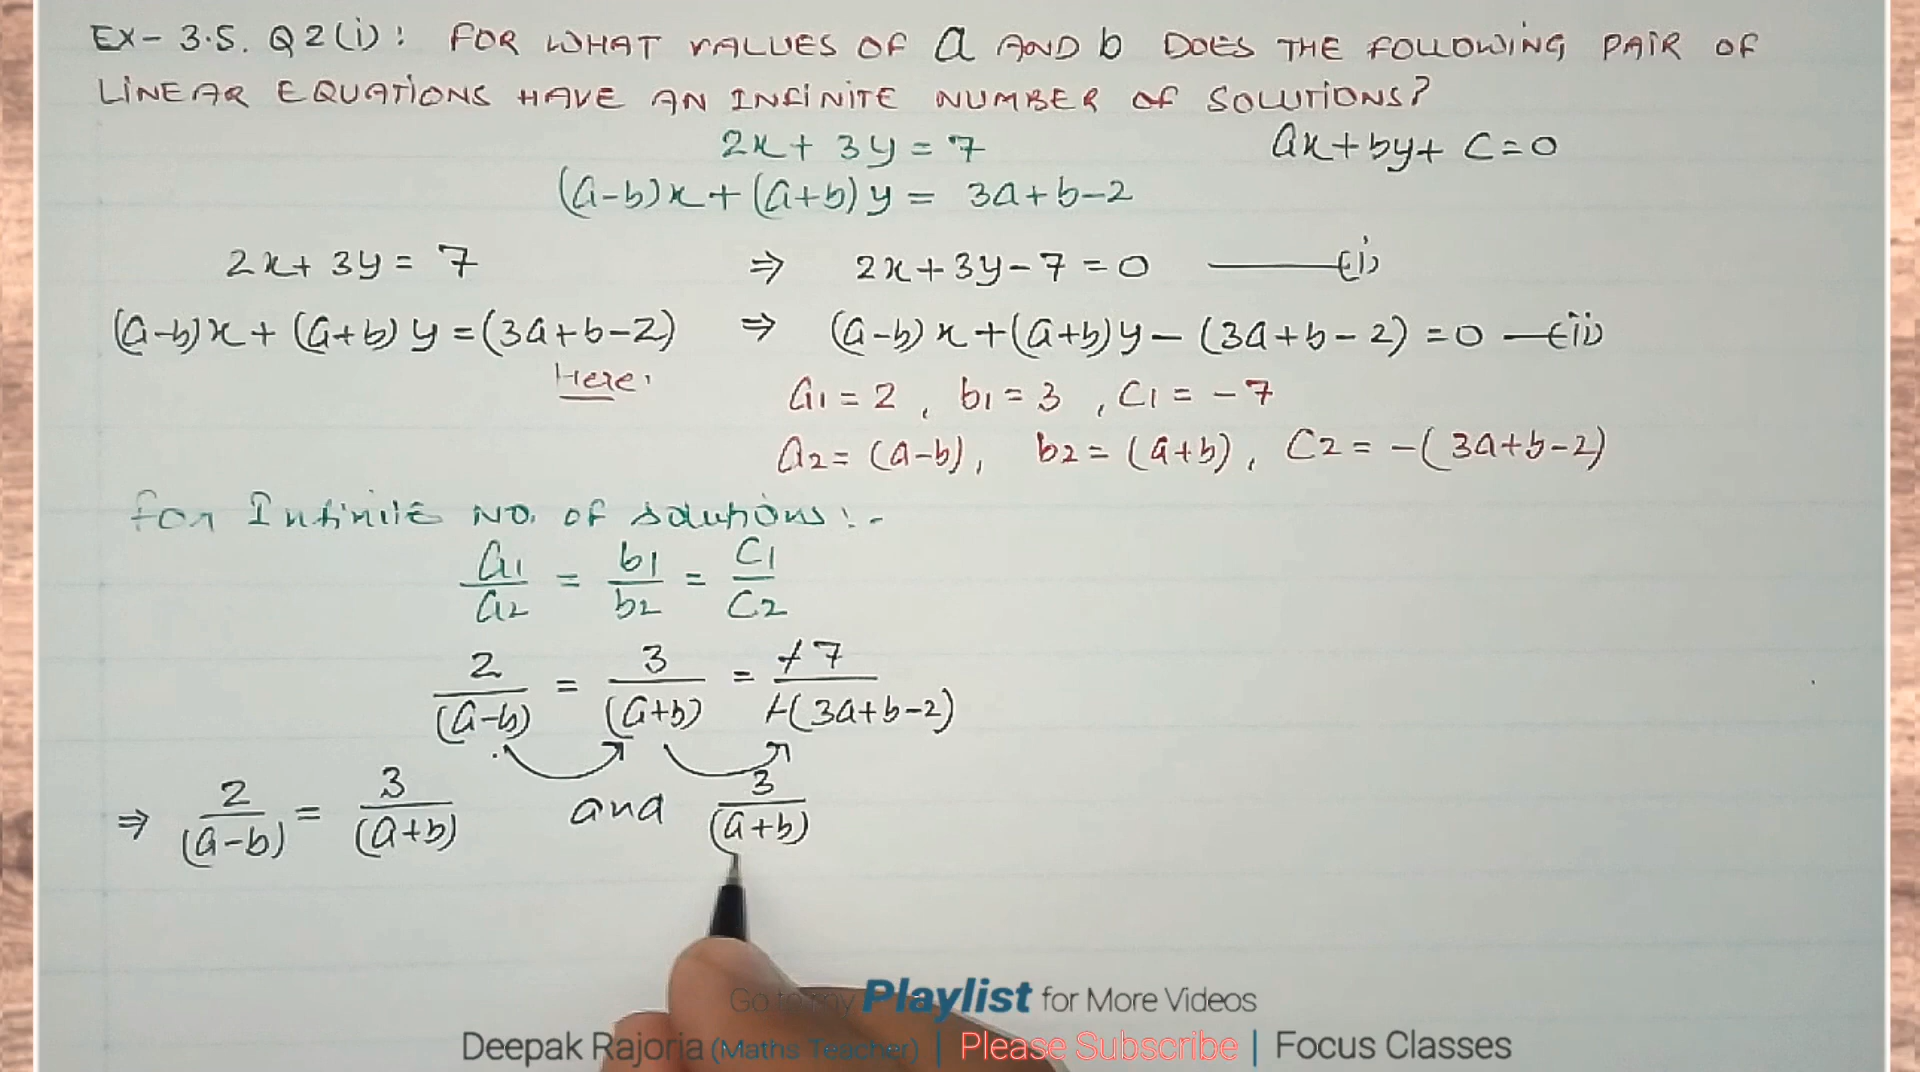 EX- 3.5. Q2(i): FOR WHAT VALUES OF a AND b DOES THE FOLLOWING PAIR OF
LINEAR EQUATIONS HAVE AN INFINITE NUMBER OF SOLUTIONS?
2x+ 3y = 7
ax+by+ C=0
(a-b)x+(a+b)y = 3a+b-2
2x+ 3y = 7 ⇒ 2x+3y-7=0 —(i)
(a-b)x+(a+b)y=(3a+b-2) ⇒ (a-b)x+(a+b)y-(3a+b-2)=0 —(ii)
Here,
a1=2, b1=3, C1=-7
a2=(a-b), b2=(a+b), C2=-(3a+b-2)
for Infinite NO. of solutions:-
a1/a2 = b1/b2 = C1/C2
2/(a-b) = 3/(a+b) = -7/-(3a+b-2)
⇒ 2/(a-b) = 3/(a+b) and 3/(a+b)
Go to my Playlist for More Videos
Deepak Rajoria (Maths Teacher) | Please Subscribe | Focus Classes